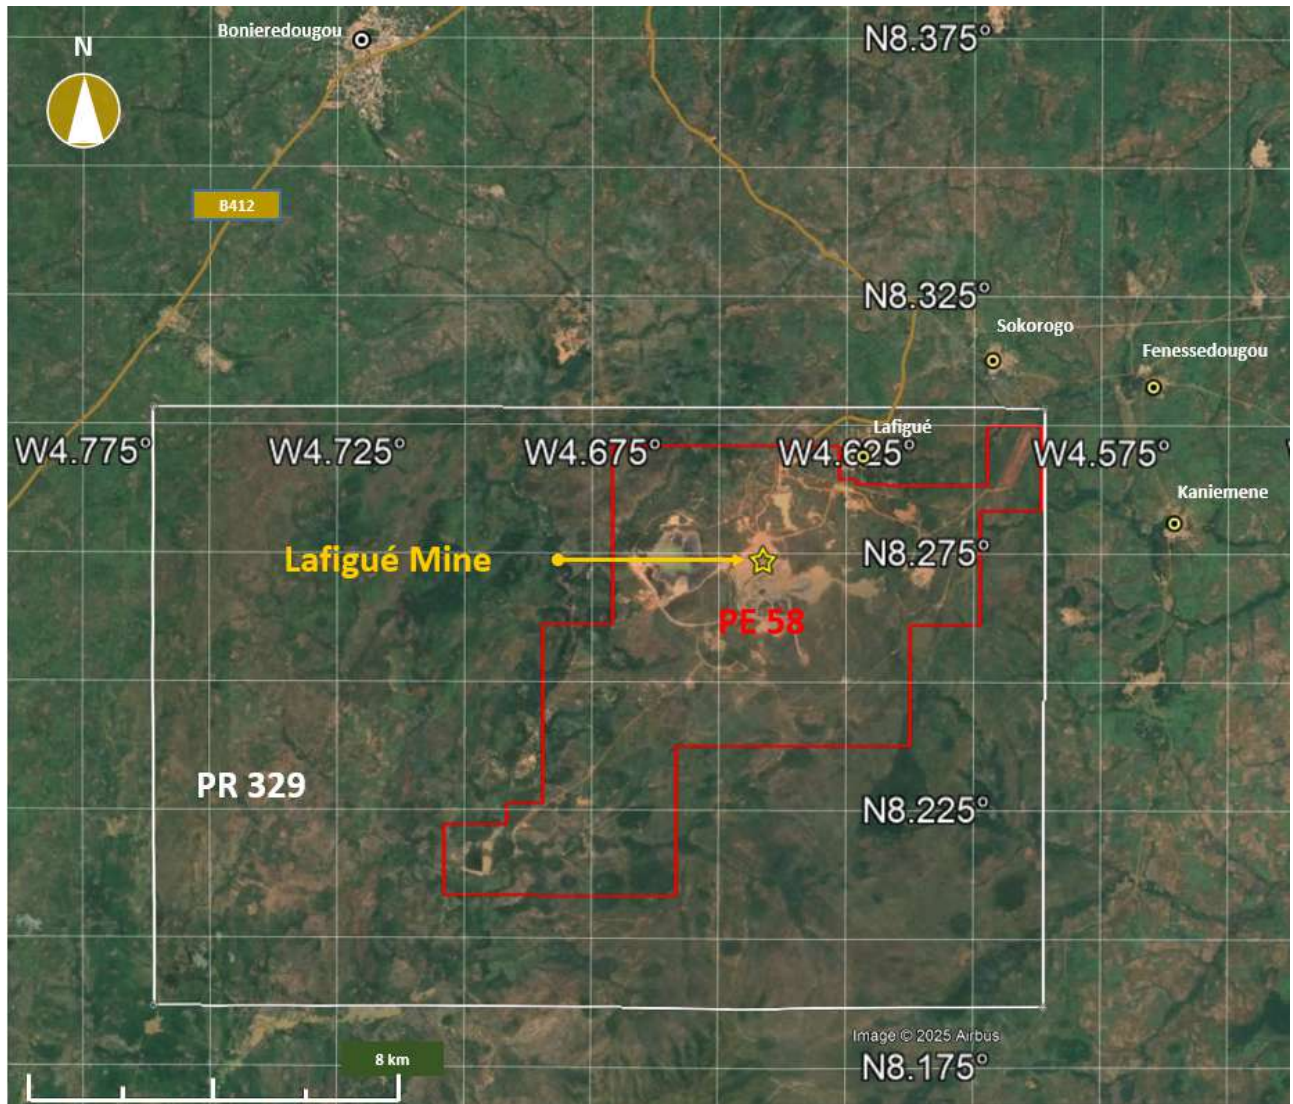 Bonieredougou
N8.375°
N
B412
N8.325°
Sokorogo
Fenessedougou
Lafigué
W4.775°
W4.725°
W4.675°
W4.625°
W4.575°
Kaniemene
Lafigué Mine
N8.275°
PE 58
PR 329
N8.225°
Image © 2025 Airbus
8 km
N8.175°